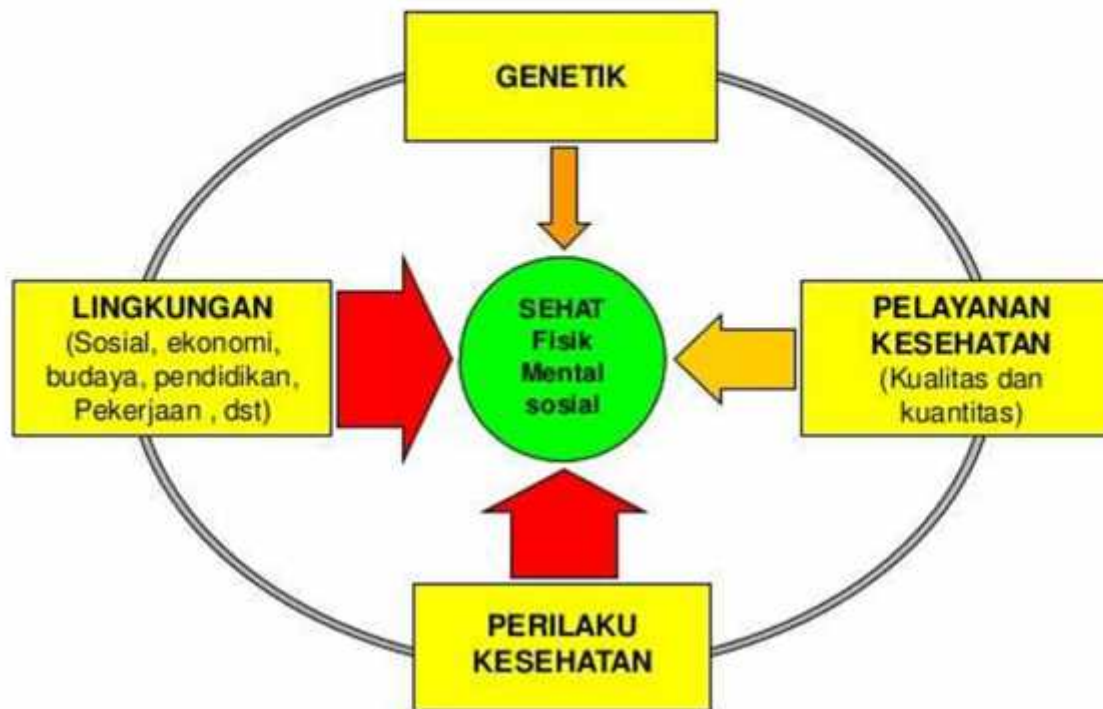 GENETIK
LINGKUNGAN
(Sosial, ekonomi,
budaya, pendidikan,
Pekerjaan , dst)
SEHAT
Fisik
Mental
sosial
PELAYANAN
KESEHATAN
(Kualitas dan
kuantitas)
PERILAKU
KESEHATAN